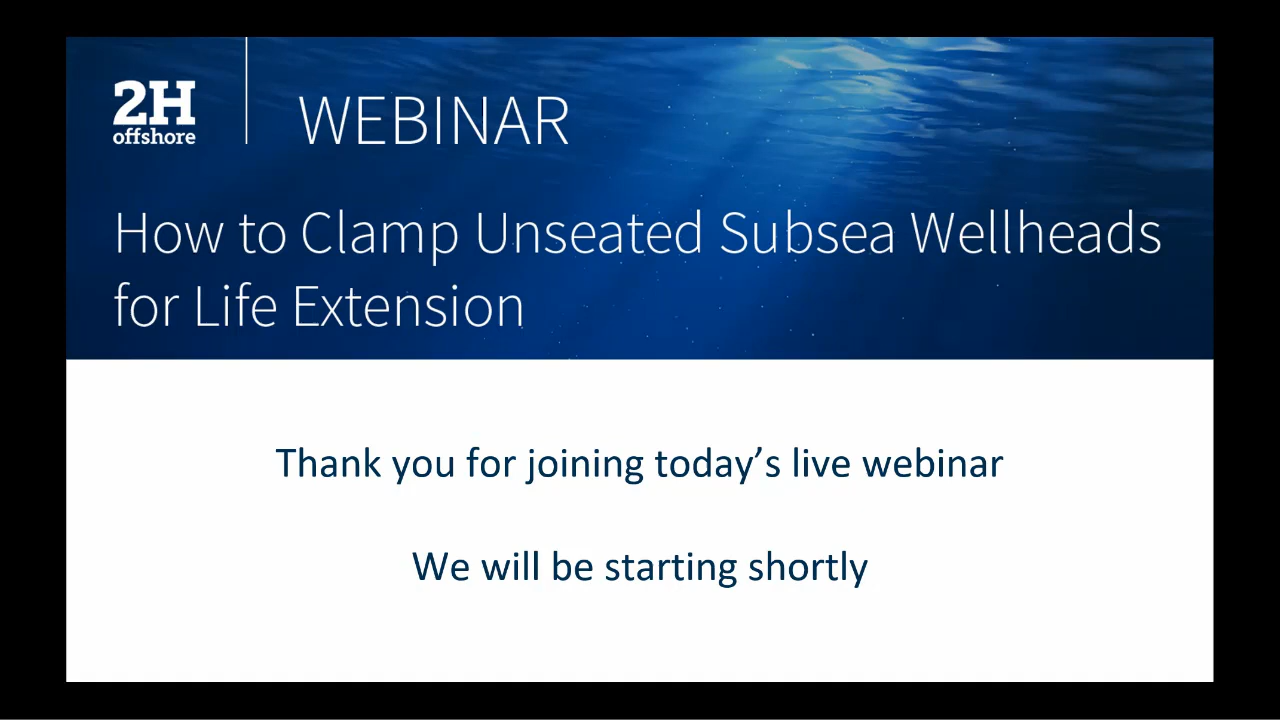 2H
offshore
WEBINAR
How to Clamp Unseated Subsea Wellheads
for Life Extension
Thank you for joining today’s live webinar
We will be starting shortly